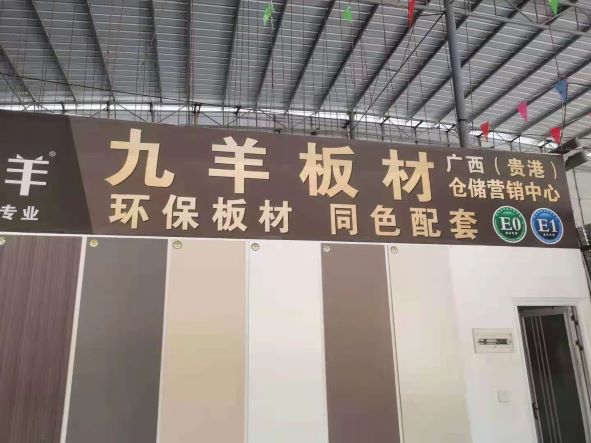 羊®
专业
九羊板材
广西（贵港）
仓储营销中心
环保板材 同色配套
E0
E1